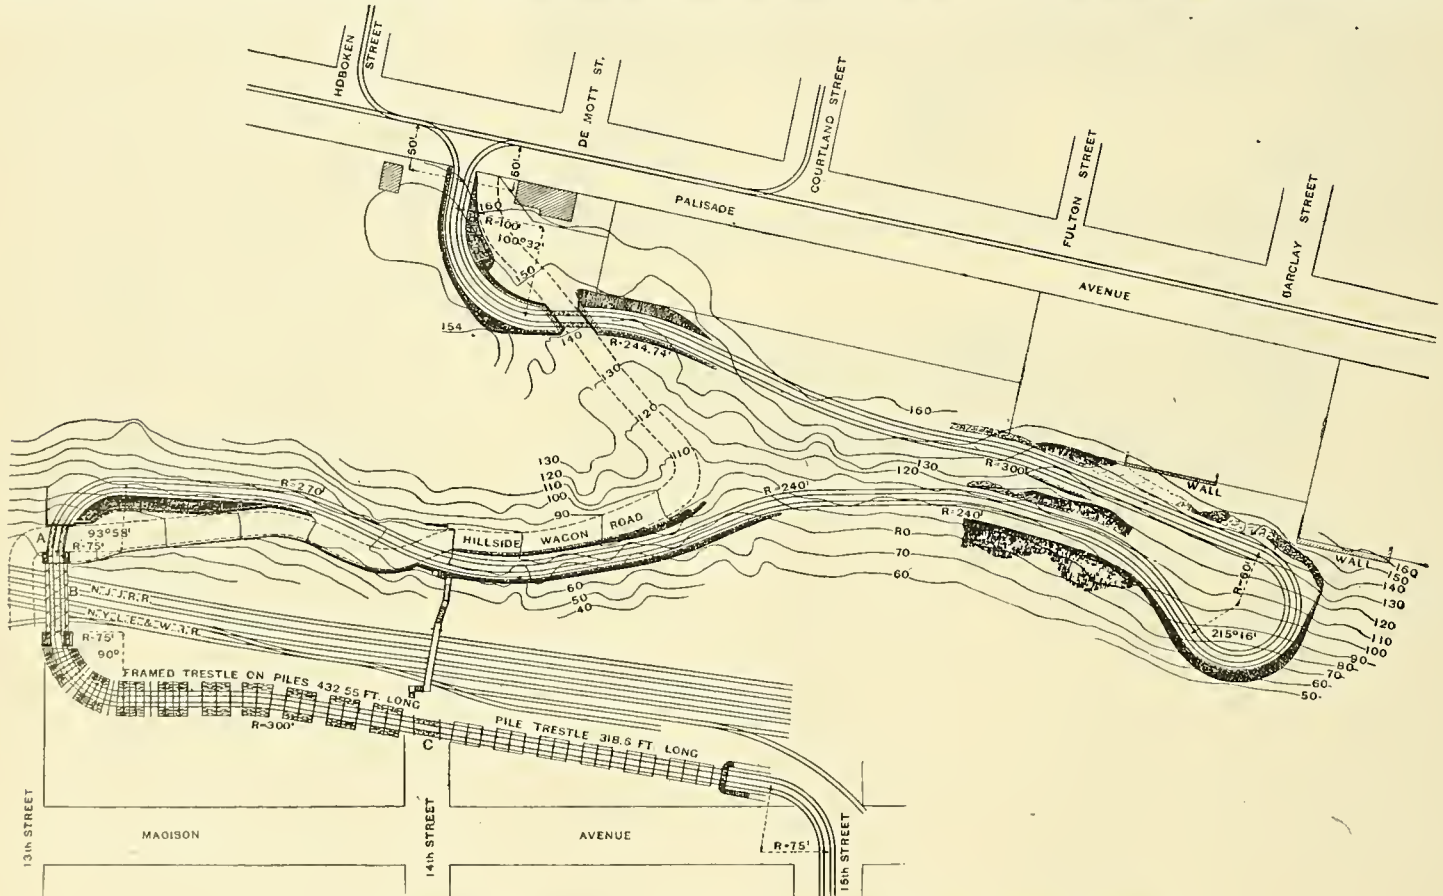 HOBOKEN
STREET
DE MOTT ST.
COURTLAND STREET
FULTON STREET
BARCLAY STREET
50'
50'
PALISADE
AVENUE
160
R=100'
100°32'
150
154
140
R=244.74'
130
120
110
160
130
120
110
100
90
130
120
R=300'
WALL
WALL
R=270'
R=240'
R=240'
HILLSIDE WAGON ROAD
80
70
60
60
50
40
A
93°58'
R=75'
B
N.J.J.R.R.
N.Y.L.E & W.R.R.
R=75'
90°
R=60'
215°16'
160
150
140
130
120
110
100
90
80
70
60
50
FRAMED TRESTLE ON PILES 432.55 FT. LONG
R=300'
C
PILE TRESTLE 318.6 FT. LONG
R=75'
13th STREET
MADISON
14th STREET
AVENUE
15th STREET